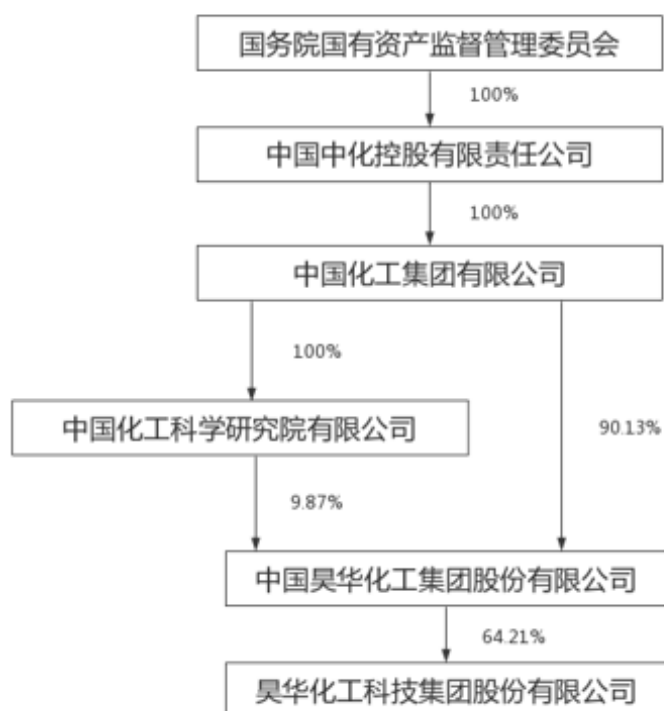 国务院国有资产监督管理委员会
100%
中国中化控股有限责任公司
100%
中国化工集团有限公司
100%
中国化工科学研究院有限公司
90.13%
9.87%
中国昊华化工集团股份有限公司
64.21%
昊华化工科技集团股份有限公司